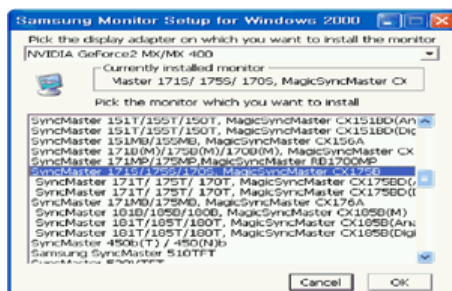 Samsung Monitor Setup for Windows 2000
Pick the display adapter on which you want to install the monitor
NVIDIA GeForce2 MX/MX 400
Currently installed monitor
Master 171S/ 175S/ 170S, MagicSyncMaster CX
Pick the monitor which you want to install
SyncMaster 151T/155T/150T, MagicSyncMaster CX151BD(An
SyncMaster 151T/155T/150T, MagicSyncMaster CX151BD(Dig
SyncMaster 151MB/155MB, MagicSyncMaster CX156A
SyncMaster 171B(M)/175B(M)/170B(M), MagicSyncMaster CX
SyncMaster 171MP/175MP,MagicSyncMaster RB1700MP
SyncMaster 171S/175S/170S, MagicSyncMaster CX175B
SyncMaster 171T/ 175T/ 170T, MagicSyncMaster CX175BD(
SyncMaster 171T/ 175T/ 170T, MagicSyncMaster CX175BD(
SyncMaster 171MB/175MB, MagicSyncMaster CX176A
SyncMaster 181B/185B/180B, MagicSyncMaster CX185B(M)
SyncMaster 181T/185T/180T, MagicSyncMaster CX185B(Ana
SyncMaster 181T/185T/180T, MagicSyncMaster CX185B(Digi
SyncMaster 450b(T) / 450(N)b
Samsung SyncMaster 510TFT
Cancel OK